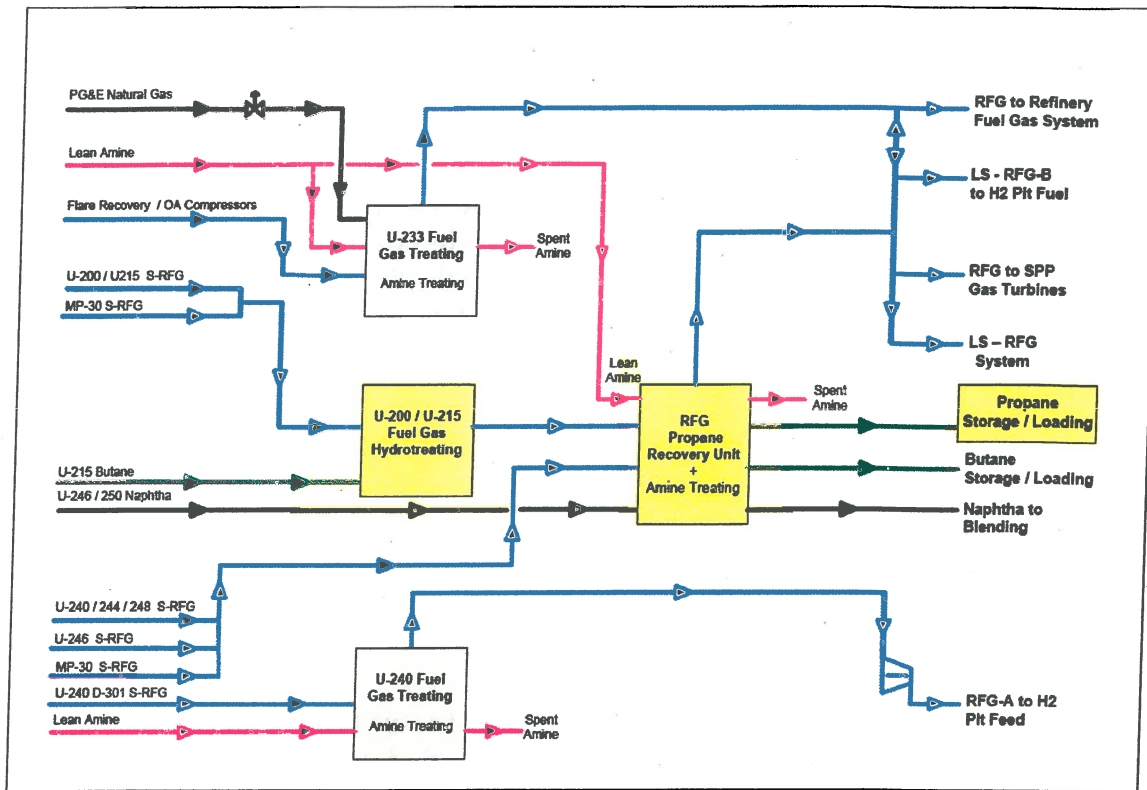 PG&E Natural Gas
Lean Amine
Flare Recovery / OA Compressors
U-200 / U215 S-RFG
MP-30 S-RFG
U-233 Fuel
Gas Treating
Amine Treating
Spent
Amine
RFG to Refinery
Fuel Gas System
LS - RFG-B
to H2 Plt Fuel
RFG to SPP
Gas Turbines
LS – RFG
System
Lean
Amine
U-200 / U-215
Fuel Gas
Hydrotreating
RFG
Propane
Recovery Unit
+
Amine Treating
Spent
Amine
Propane
Storage / Loading
Butane
Storage / Loading
Naphtha to
Blending
U-215 Butane
U-246 / 250 Naphtha
U-240 / 244 / 248 S-RFG
U-246 S-RFG
MP-30 S-RFG
U-240 D-301 S-RFG
Lean Amine
U-240 Fuel
Gas Treating
Amine Treating
Spent
Amine
RFG-A to H2
Plt Feed